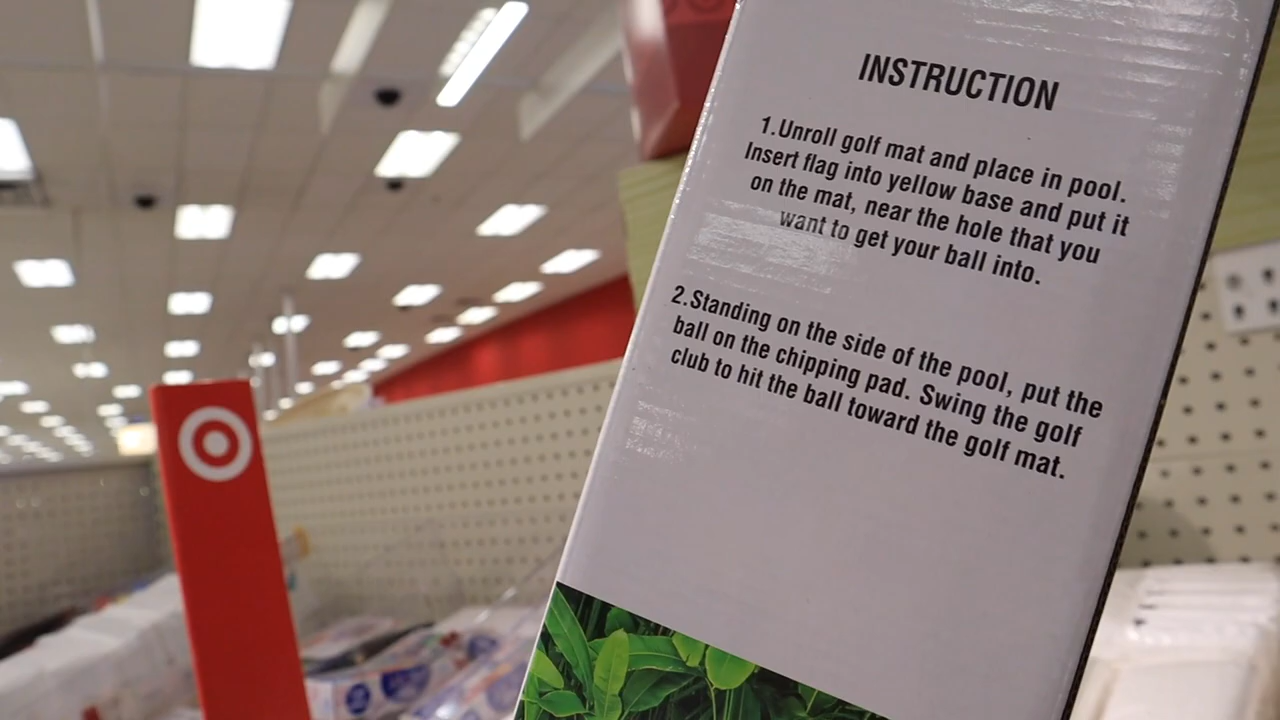 INSTRUCTION
1.Unroll golf mat and place in pool.
Insert flag into yellow base and put it
on the mat, near the hole that you
want to get your ball into.
2.Standing on the side of the pool, put the
ball on the chipping pad. Swing the golf
club to hit the ball toward the golf mat.